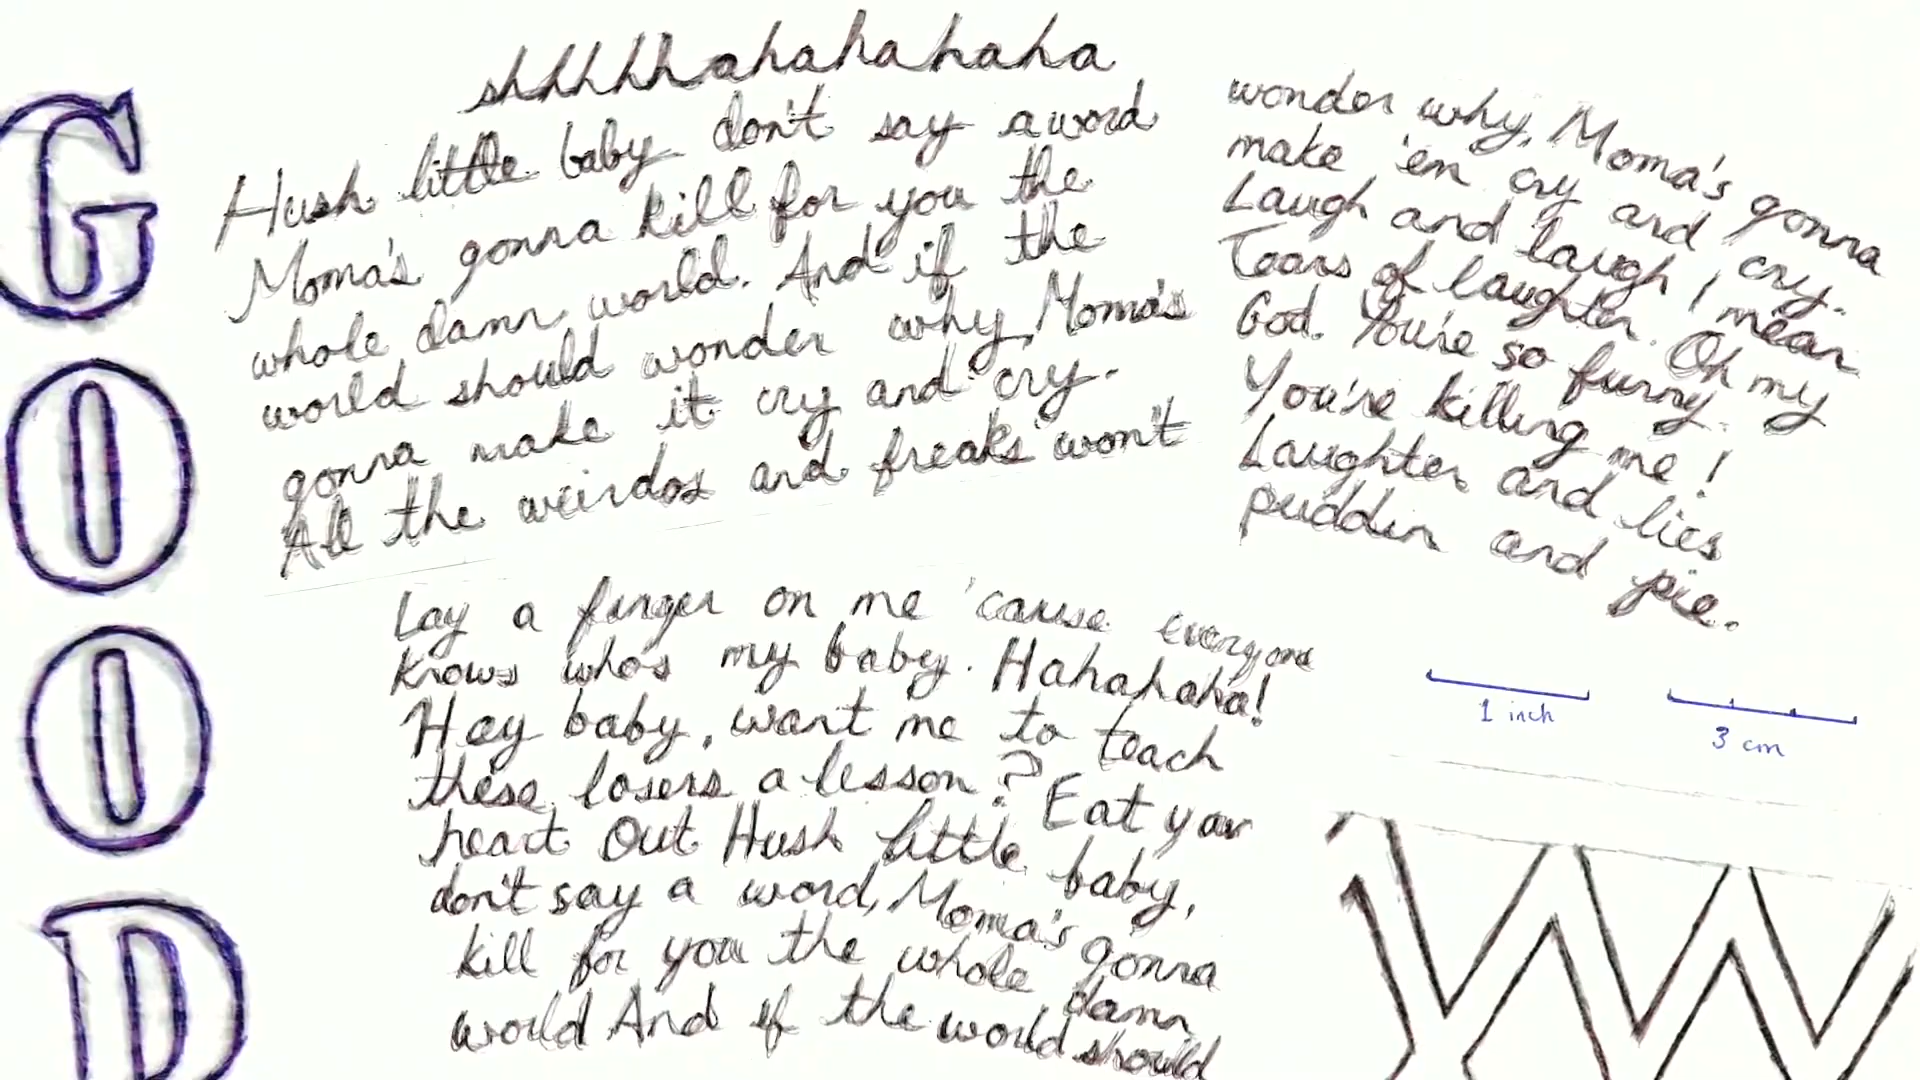 GOOD
shhhhhahahahahaha
Hush little baby don't say a word
Moma's gonna kill for you the
whole damn world. And if the
world should wonder why, Moma's
gonna make it cry and cry.
All the weirdos and freaks won't
Lay a finger on me 'cause everyone
knows who's my baby. Hahahaha!
Hey baby, want me to teach
these losers a lesson? Eat your
heart out Hush little baby,
don't say a word, Moma's gonna
kill for you the whole damn
world And if the world should
wonder why, Moma's gonna
make 'em cry and cry.
Laugh and laugh, I mean
Tears of laughter. Oh my
God. You're so funny.
You're killing me!
Laughter and lies
puddin and pie.
1 inch
3 cm
W